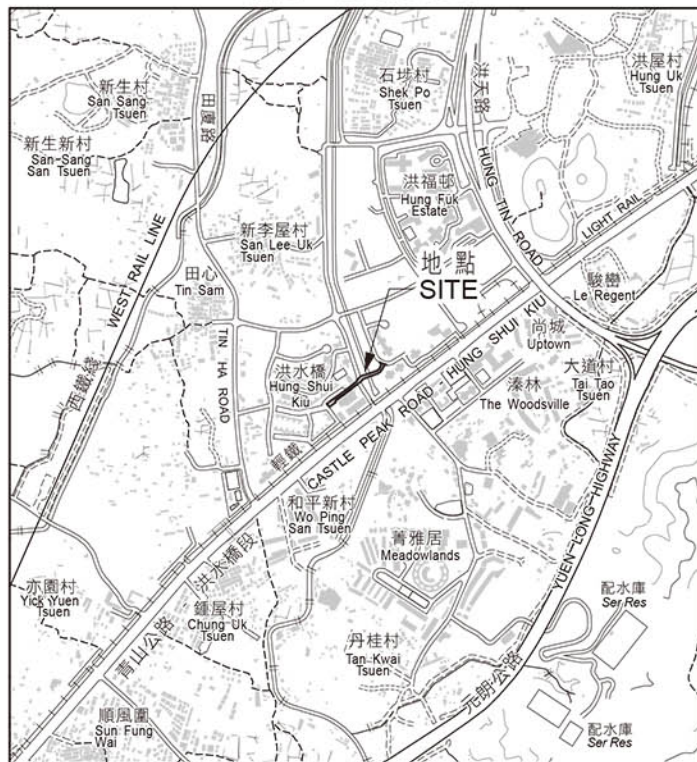 新生村
San Sang
Tsuen
田廈路
石埗村
Shek Po
Tsuen
洪天路
HUNG TIN ROAD
洪屋村
Hung Uk
Tsuen
新生新村
San Sang
San Tsuen
洪福邨
Hung Fuk
Estate
LIGHT RAIL
WEST RAIL LINE
西鐵綫
新李屋村
San Lee Uk
Tsuen
地點
SITE
田心
Tin Sam
駿巒
Le Regent
TIN HA ROAD
尚城
Uptown
洪水橋
Hung Shui
Kiu
大道村
Tai Tao
Tsuen
溱林
The Woodsville
輕鐵
CASTLE PEAK ROAD - HUNG SHUI KIU
和平新村
Wo Ping
San Tsuen
YUEN LONG HIGHWAY
元朗公路
菁雅居
Meadowlands
亦園村
Yick Yuen
Tsuen
青山公路
洪水橋段
鍾屋村
Chung Uk
Tsuen
配水庫
Ser Res
丹桂村
Tan Kwai
Tsuen
順風圍
Sun Fung
Wai
配水庫
Ser Res